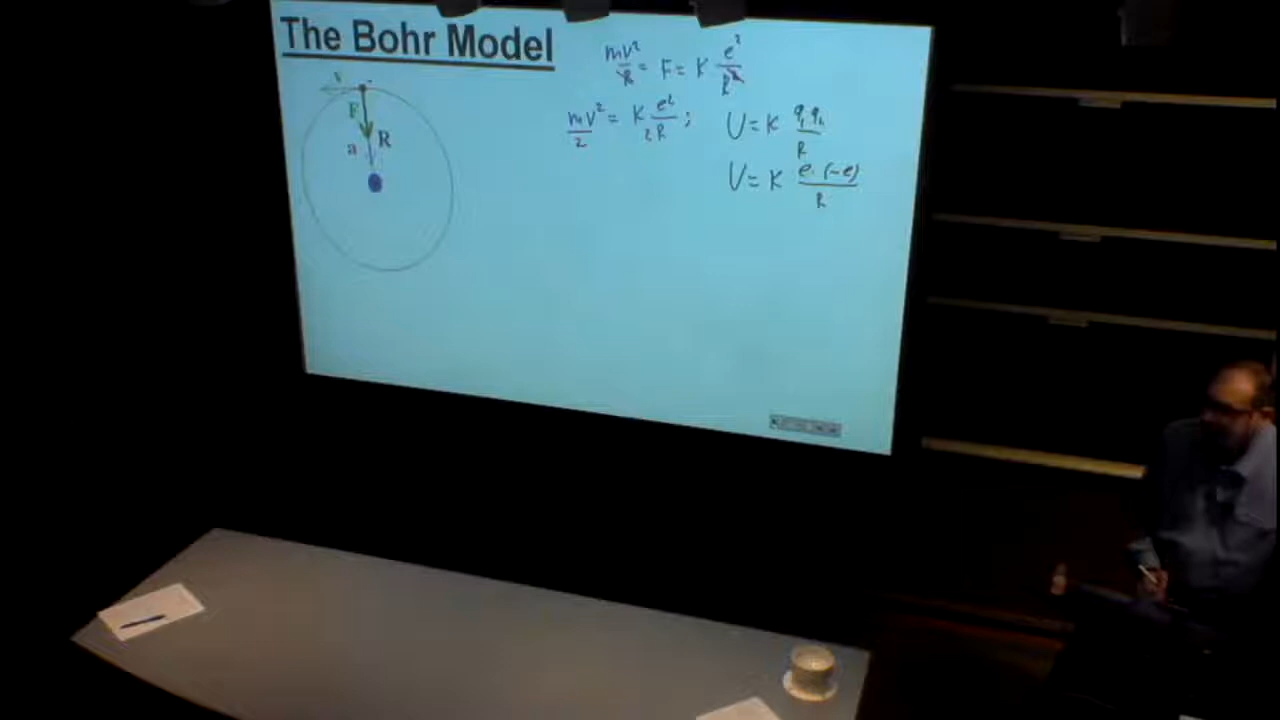 The Bohr Model
mv²/R = F = K e²/R²
mv²/2 = K e²/2R ; U = K q₁q₂/R
U = K e·(-e)/R
v
F
R
a